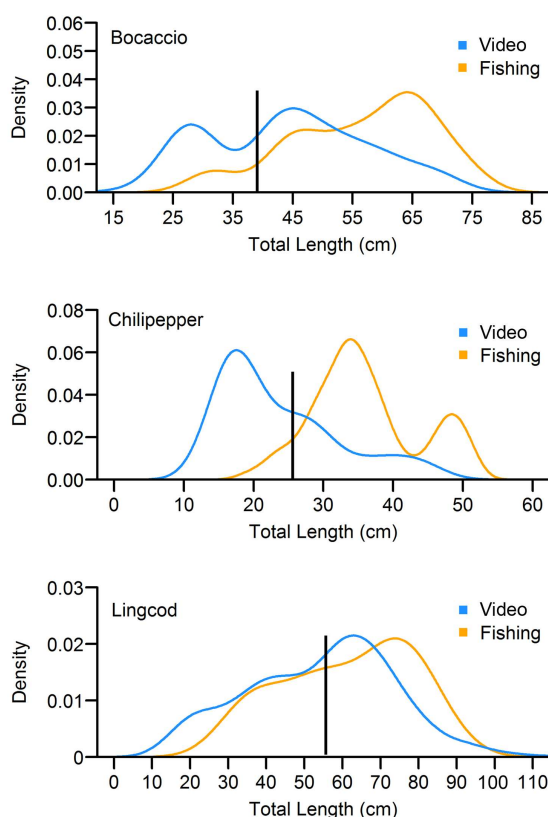 0.06
Bocaccio
Video
0.05
Fishing
0.04
0.03
0.02
0.01
0.00
Density
15 25 35 45 55 65 75 85
Total Length (cm)
0.08
Chilipepper
Video
Fishing
0.06
0.04
0.02
0.00
Density
0 10 20 30 40 50 60
Total Length (cm)
0.03
Lingcod
Video
Fishing
0.02
0.01
0
Density
0 10 20 30 40 50 60 70 80 90 100 110
Total Length (cm)